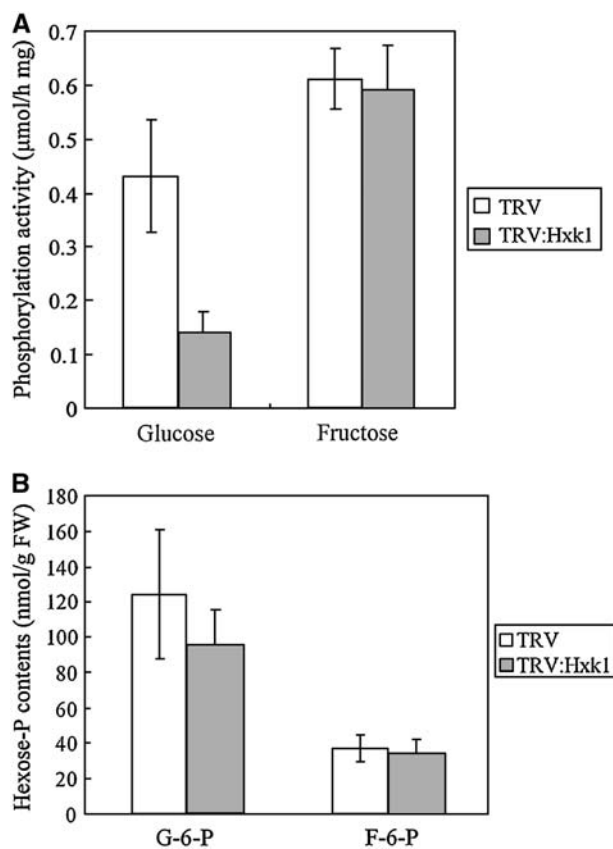 A
Phosphorylation activity (μmol/h mg)
0.7
0.6
0.5
0.4
0.3
0.2
0.1
0
Glucose
Fructose
TRV
TRV:Hxk1
B
Hexose-P contents (nmol/g FW)
180
160
140
120
100
80
60
40
20
0
G-6-P
F-6-P
TRV
TRV:Hxk1